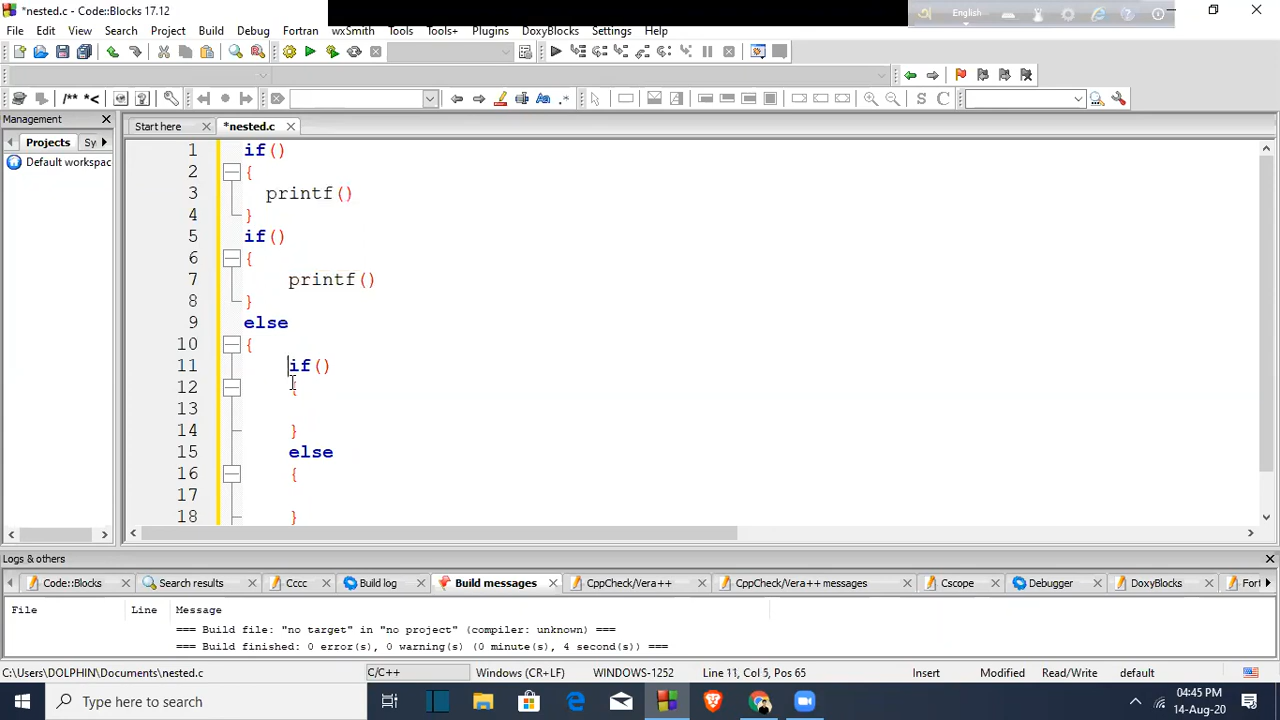 *nested.c - Code::Blocks 17.12
English
File Edit View Search Project Build Debug Fortran wxSmith Tools Tools+ Plugins DoxyBlocks Settings Help
/** *<
S C
Management
Start here
*nested.c
Projects Sy
Default workspac
1 if()
2 {
3 printf()
4 }
5 if()
6 {
7 printf()
8 }
9 else
10 {
11 if()
12 {
13
14 }
15 else
16 {
17
18 }
Logs & others
Code::Blocks Search results Cccc Build log Build messages CppCheck/Vera++ CppCheck/Vera++ messages Cscope Debugger DoxyBlocks Fort
File Line Message
=== Build file: "no target" in "no project" (compiler: unknown) ===
=== Build finished: 0 error(s), 0 warning(s) (0 minute(s), 4 second(s)) ===
C:\Users\DOLPHIN\Documents\nested.c C/C++ Windows (CR+LF) WINDOWS-1252 Line 11, Col 5, Pos 65 Insert Modified Read/Write default
Type here to search
04:45 PM
14-Aug-20